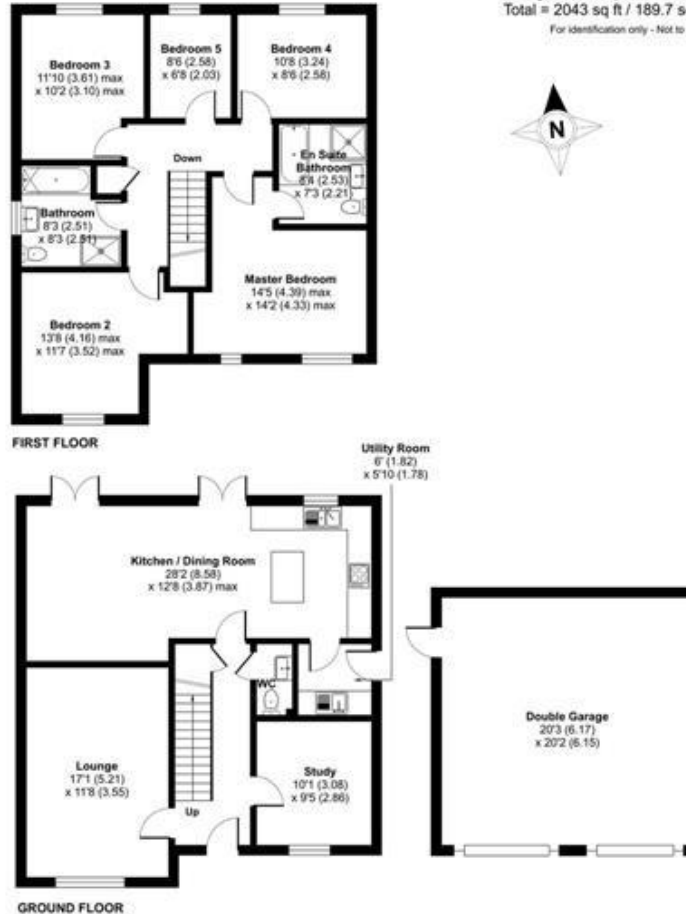 Total = 2043 sq ft / 189.7 s
For identification only - Not to
N
Bedroom 3
11'10 (3.61) max
x 10'2 (3.10) max
Bedroom 5
8'6 (2.58)
x 6'8 (2.03)
Bedroom 4
10'8 (3.24)
x 8'6 (2.58)
Down
En Suite
Bathroom
8'4 (2.53)
x 7'3 (2.21)
Bathroom
8'3 (2.51)
x 8'3 (2.51)
Master Bedroom
14'5 (4.39) max
x 14'2 (4.33) max
Bedroom 2
13'8 (4.16) max
x 11'7 (3.52) max
FIRST FLOOR
Utility Room
6' (1.82)
x 5'10 (1.78)
Kitchen / Dining Room
28'2 (8.58)
x 12'8 (3.87) max
WC
Lounge
17'1 (5.21)
x 11'8 (3.55)
Up
Study
10'1 (3.08)
x 9'5 (2.86)
Double Garage
20'3 (6.17)
x 20'2 (6.15)
GROUND FLOOR